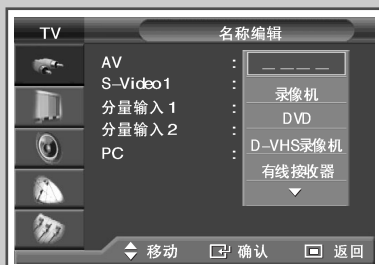 TV 名称编辑
AV :
S-Video1 :
分量输入 1 :
分量输入 2 :
PC :
– – – –
录像机
DVD
D-VHS录像机
有线接收器
移动 确认 返回